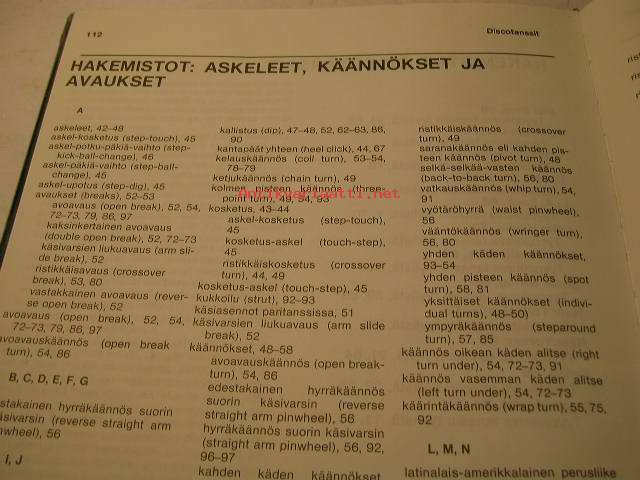 112
Discotanssit
HAKEMISTOT: ASKELEET, KÄÄNNÖKSET JA
AVAUKSET
A
askeleet, 42–48
askel-kosketus (step-touch), 45
askel-potku-päkiä-vaihto (step-
kick-ball-change), 46
askel-päkiä-vaihto (step-ball-
change), 45
askel-upotus (step-dig), 45
avaukset (breaks), 52–53
avoavaus (open break), 52, 54,
72–73, 79, 86, 97
kaksinkertainen avoavaus
(double open break), 52, 72–73
käsivarsien liukuavaus (arm sli-
de break), 52
ristikkäisavaus (crossover
break), 53, 80
vastakkainen avoavaus (rever-
se open break), 52
avoavaus (open break), 52, 54,
72–73, 79, 86, 97
avoavauskäännös (open break
turn), 54, 86
B, C, D, E, F, G
stakainen hyrräkäännös suorin
äsivarsin (reverse straight arm
nwheel), 56
I, J
kallistus (dip), 47–48, 52, 62–63, 86,
90
kantapäät yhteen (heel click), 44, 67
kelauskäännös (coil turn), 53–54,
78–79
ketjukäännös (chain turn), 49
kolmen pisteen käännös (three-
point turn), 49, 54, 93
kosketus, 43–44
askel-kosketus (step-touch),
45
kosketus-askel (touch-step),
45
ristikkäiskosketus (crossover
turn), 44, 49
kosketus-askel (touch-step), 45
kukkoilu (strut), 92–93
käsiasennot paritanssissa, 51
käsivarsien liukuavaus (arm slide
break), 52
käännökset, 48–58
avoavauskäännös (open break-
turn), 54, 86
edestakainen hyrräkäännös
suorin käsivarsin (reverse
straight arm pinwheel), 56
hyrräkäännös suorin käsivarsin
(straight arm pinwheel), 56, 92,
96–97
kahden käden käännökset
ristikkäiskäännös (crossover
turn), 49
saranakäännös eli kahden pis-
teen käännös (pivot turn), 48
selkä-selkää-vasten käännös
(back-to-back turn), 56, 80
vatkauskäännös (whip turn), 54,
91
vyötäröhyrrä (waist pinwheel),
56
vääntökäännös (wringer turn),
56, 80
yhden käden käännökset,
93–54
yhden pisteen käännös (spot
turn), 58, 81
yksittäiset käännökset (indivi-
dual turns), 48–50)
ympyräkäännös (steparound
turn), 57, 85
käännös oikean käden alitse (right
turn under), 54, 72–73, 91
käännös vasemman käden alitse
(left turn under), 54, 72–73
käärintäkäännös (wrap turn), 55, 75,
92
L, M, N
latinalais-amerikkalainen perusliike